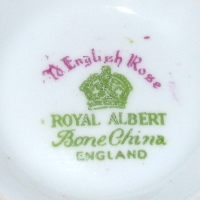 Old English Rose
ROYAL ALBERT
Bone China
ENGLAND